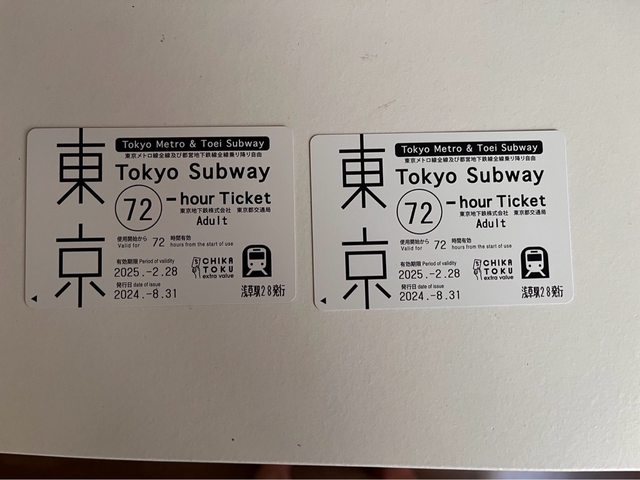 東京
Tokyo Metro & Toei Subway
東京メトロ線全線及び都営地下鉄線全線乗り降り自由
Tokyo Subway
72-hour Ticket
東京地下鉄株式会社 東京都交通局
Adult
使用開始から 72 時間有効
Valid for hours from the start of use
有効期限 Period of validity
2025.-2.28
発行日 date of issue
2024.-8.31
CHIKA
TOKU
extra value
浅草駅28発行
東京
Tokyo Metro & Toei Subway
東京メトロ線全線及び都営地下鉄線全線乗り降り自由
Tokyo Subway
72-hour Ticket
東京地下鉄株式会社 東京都交通局
Adult
使用開始から 72 時間有効
Valid for hours from the start of use
有効期限 Period of validity
2025.-2.28
発行日 date of issue
2024.-8.31
CHIKA
TOKU
extra value
浅草駅28発行